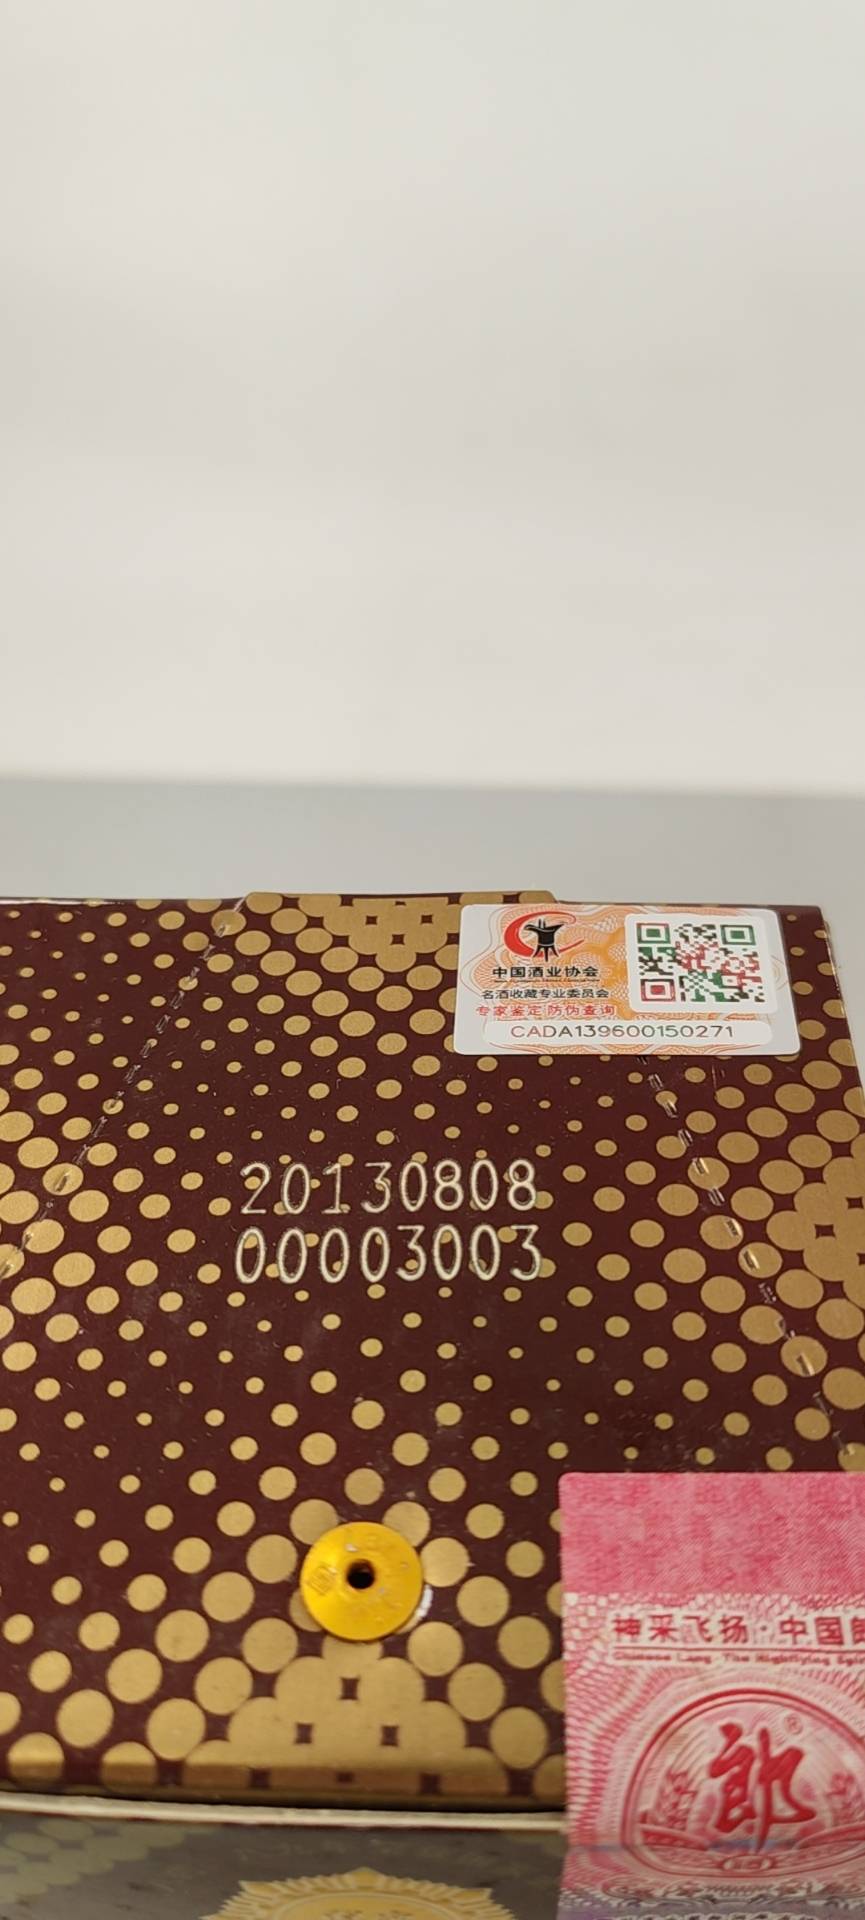 中国酒业协会
名酒收藏专业委员会
专家鉴定 防伪查询
CADA139600150271
20130808
00003003
神采飞扬·中国郎
郎